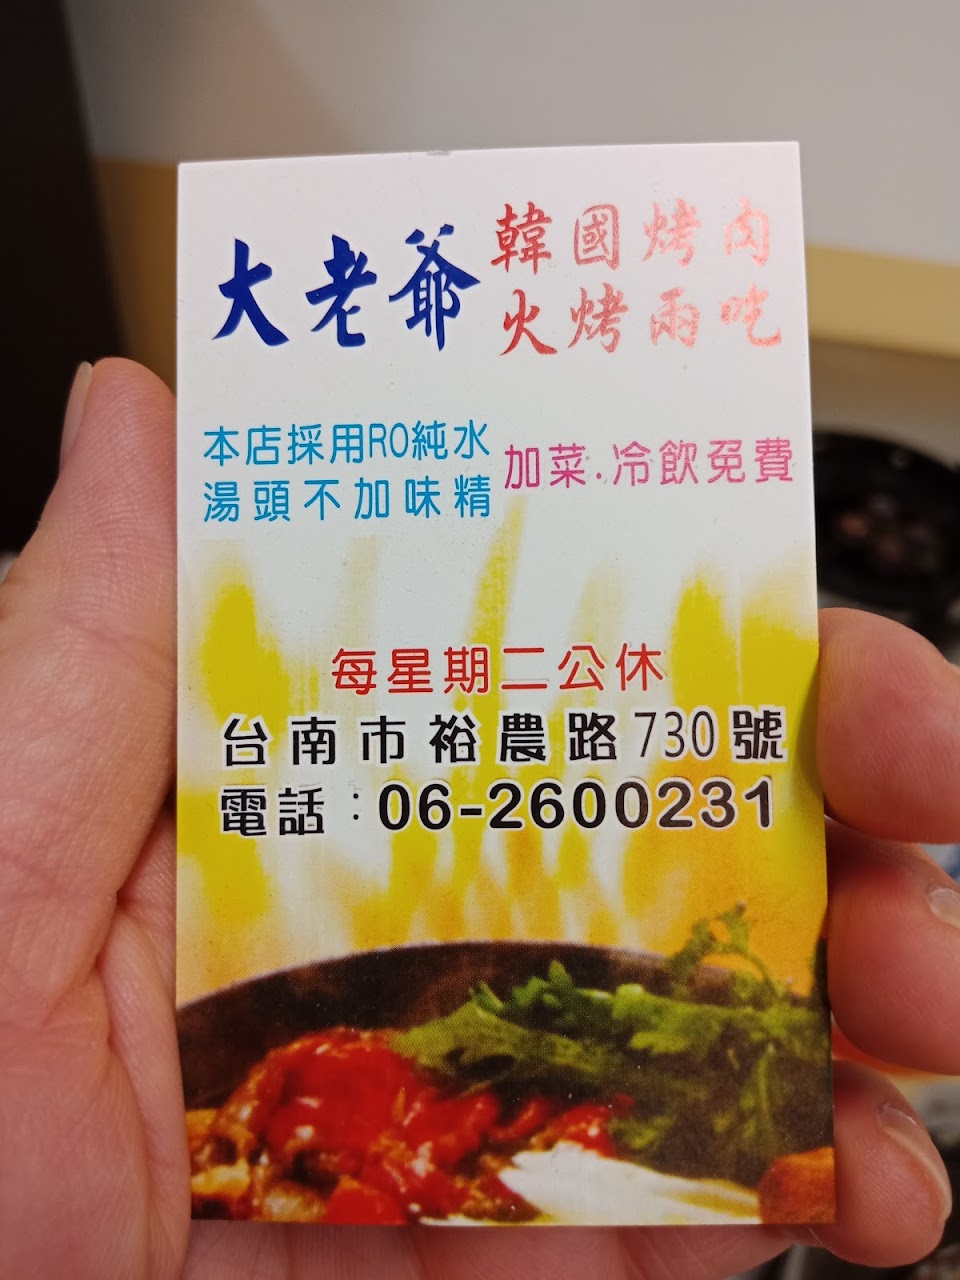 大老爺
韓國烤肉
火烤兩吃
本店採用RO純水
湯頭不加味精
加菜.冷飲免費
每星期二公休
台南市裕農路730號
電話:06-2600231